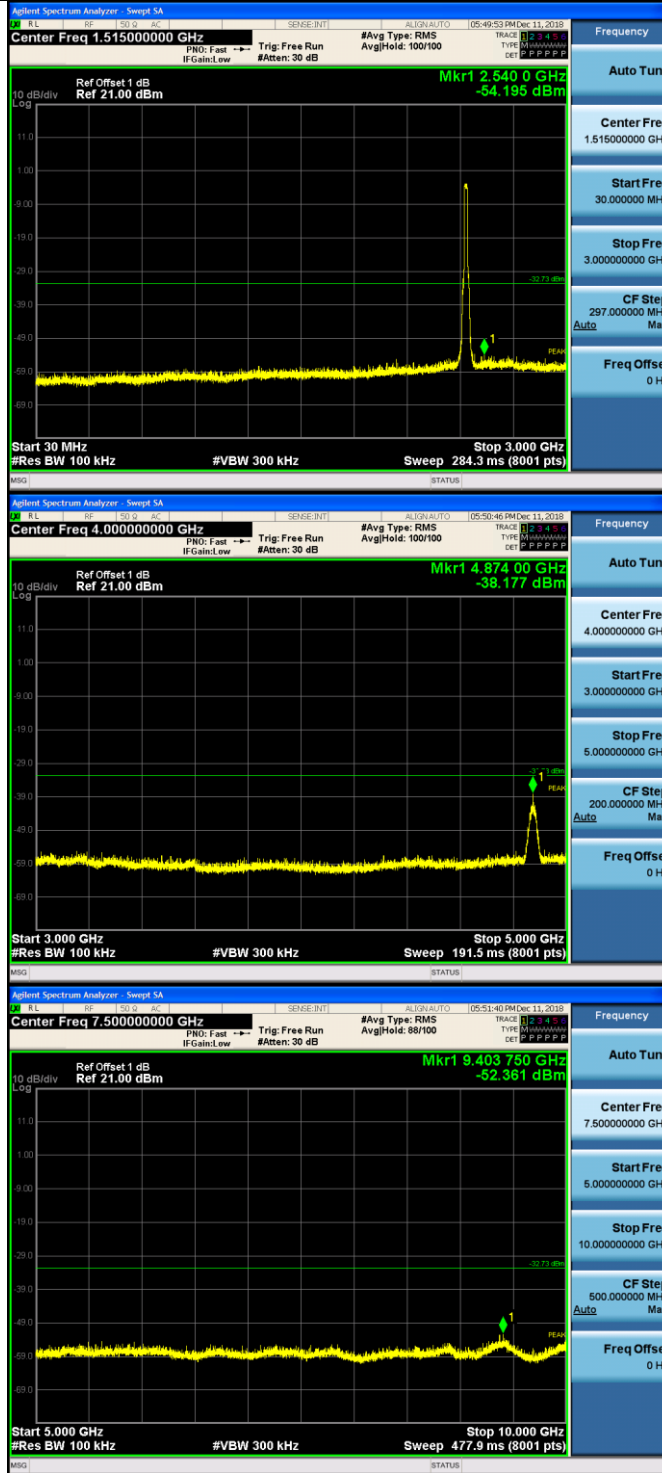 Agilent Spectrum Analyzer - Swept SA
RL RF 50 Ω AC SENSE:INT ALIGNAUTO 05:49:53 PM Dec 11, 2018
Center Freq 1.515000000 GHz
PNO: Fast
IFGain:Low
Trig: Free Run
#Atten: 30 dB
#Avg Type: RMS
Avg|Hold: 100/100
TRACE 1 2 3 4 5 6
TYPE M
DET P P P P P P
Frequency
Mkr1 2.540 0 GHz
-54.195 dBm
Ref Offset 1 dB
10 dB/div Ref 21.00 dBm
Log
11.0
1.00
-9.00
-19.0
-29.0
-32.73 dBm
-39.0
-49.0
1
PEAK
-59.0
-69.0
Start 30 MHz Stop 3.000 GHz
#Res BW 100 kHz #VBW 300 kHz Sweep 284.3 ms (8001 pts)
MSG STATUS
Auto Tun
Center Fre
1.515000000 GH
Start Fre
30.000000 MH
Stop Fre
3.000000000 GH
CF Ste
297.000000 MH
Auto Ma
Freq Offse
0 H
Agilent Spectrum Analyzer - Swept SA
RL RF 50 Ω AC SENSE:INT ALIGNAUTO 05:50:46 PM Dec 11, 2018
Center Freq 4.000000000 GHz
PNO: Fast
IFGain:Low
Trig: Free Run
#Atten: 30 dB
#Avg Type: RMS
Avg|Hold: 100/100
TRACE 1 2 3 4 5 6
TYPE M
DET P P P P P P
Frequency
Mkr1 4.874 00 GHz
-38.177 dBm
Ref Offset 1 dB
10 dB/div Ref 21.00 dBm
Log
11.0
1.00
-9.00
-19.0
-29.0
1
PEAK
-39.0
-49.0
-59.0
-69.0
Start 3.000 GHz Stop 5.000 GHz
#Res BW 100 kHz #VBW 300 kHz Sweep 191.5 ms (8001 pts)
MSG STATUS
Auto Tun
Center Fre
4.000000000 GH
Start Fre
3.000000000 GH
Stop Fre
5.000000000 GH
CF Ste
200.000000 MH
Auto Ma
Freq Offse
0 H
Agilent Spectrum Analyzer - Swept SA
RL RF 50 Ω AC SENSE:INT ALIGNAUTO 05:51:40 PM Dec 11, 2018
Center Freq 7.500000000 GHz
PNO: Fast
IFGain:Low
Trig: Free Run
#Atten: 30 dB
#Avg Type: RMS
Avg|Hold: 88/100
TRACE 1 2 3 4 5 6
TYPE M
DET P P P P P P
Frequency
Mkr1 9.403 750 GHz
-52.361 dBm
Ref Offset 1 dB
10 dB/div Ref 21.00 dBm
Log
11.0
1.00
-9.00
-19.0
-29.0
-32.73 dBm
-39.0
-49.0
1
PEAK
-59.0
-69.0
Start 5.000 GHz Stop 10.000 GHz
#Res BW 100 kHz #VBW 300 kHz Sweep 477.9 ms (8001 pts)
MSG STATUS
Auto Tun
Center Fre
7.500000000 GH
Start Fre
5.000000000 GH
Stop Fre
10.000000000 GH
CF Ste
500.000000 MH
Auto Ma
Freq Offse
0 H